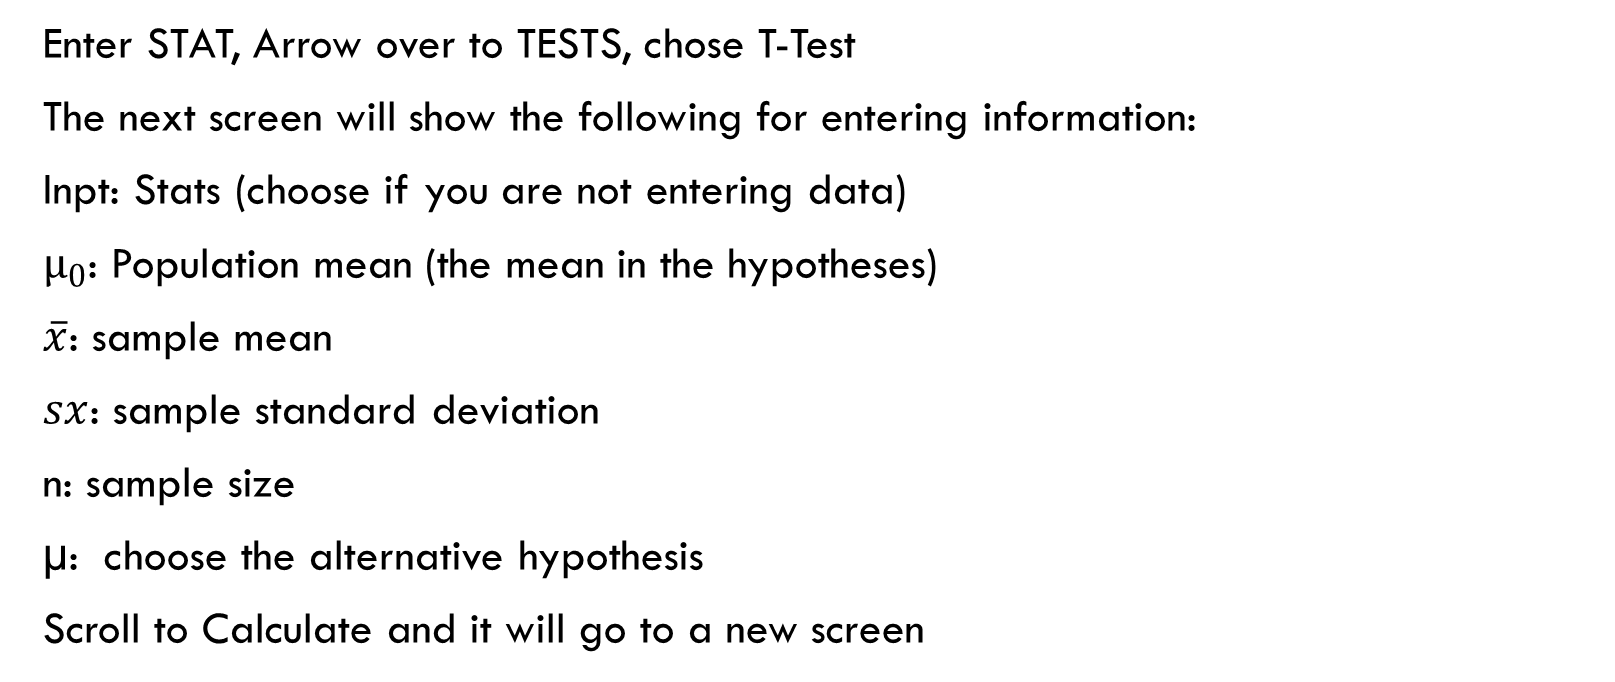 Enter STAT, Arrow over to TESTS, chose T-Test
The next screen will show the following for entering information:
Inpt: Stats (choose if you are not entering data)
μ₀: Population mean (the mean in the hypotheses)
x̄: sample mean
sx: sample standard deviation
n: sample size
μ: choose the alternative hypothesis
Scroll to Calculate and it will go to a new screen